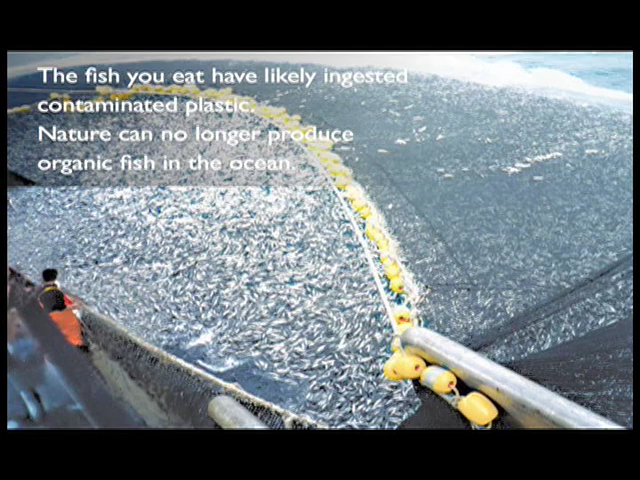 The fish you eat have likely ingested
contaminated plastic.
Nature can no longer produce
organic fish in the ocean.